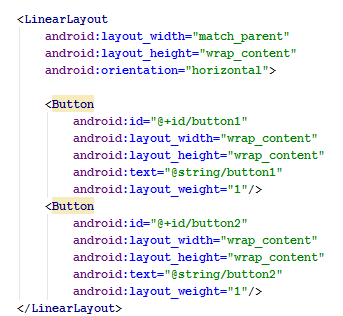 <LinearLayout
    android:layout_width="match_parent"
    android:layout_height="wrap_content"
    android:orientation="horizontal">

    <Button
        android:id="@+id/button1"
        android:layout_width="wrap_content"
        android:layout_height="wrap_content"
        android:text="@string/button1"
        android:layout_weight="1"/>
    <Button
        android:id="@+id/button2"
        android:layout_width="wrap_content"
        android:layout_height="wrap_content"
        android:text="@string/button2"
        android:layout_weight="1"/>
</LinearLayout>